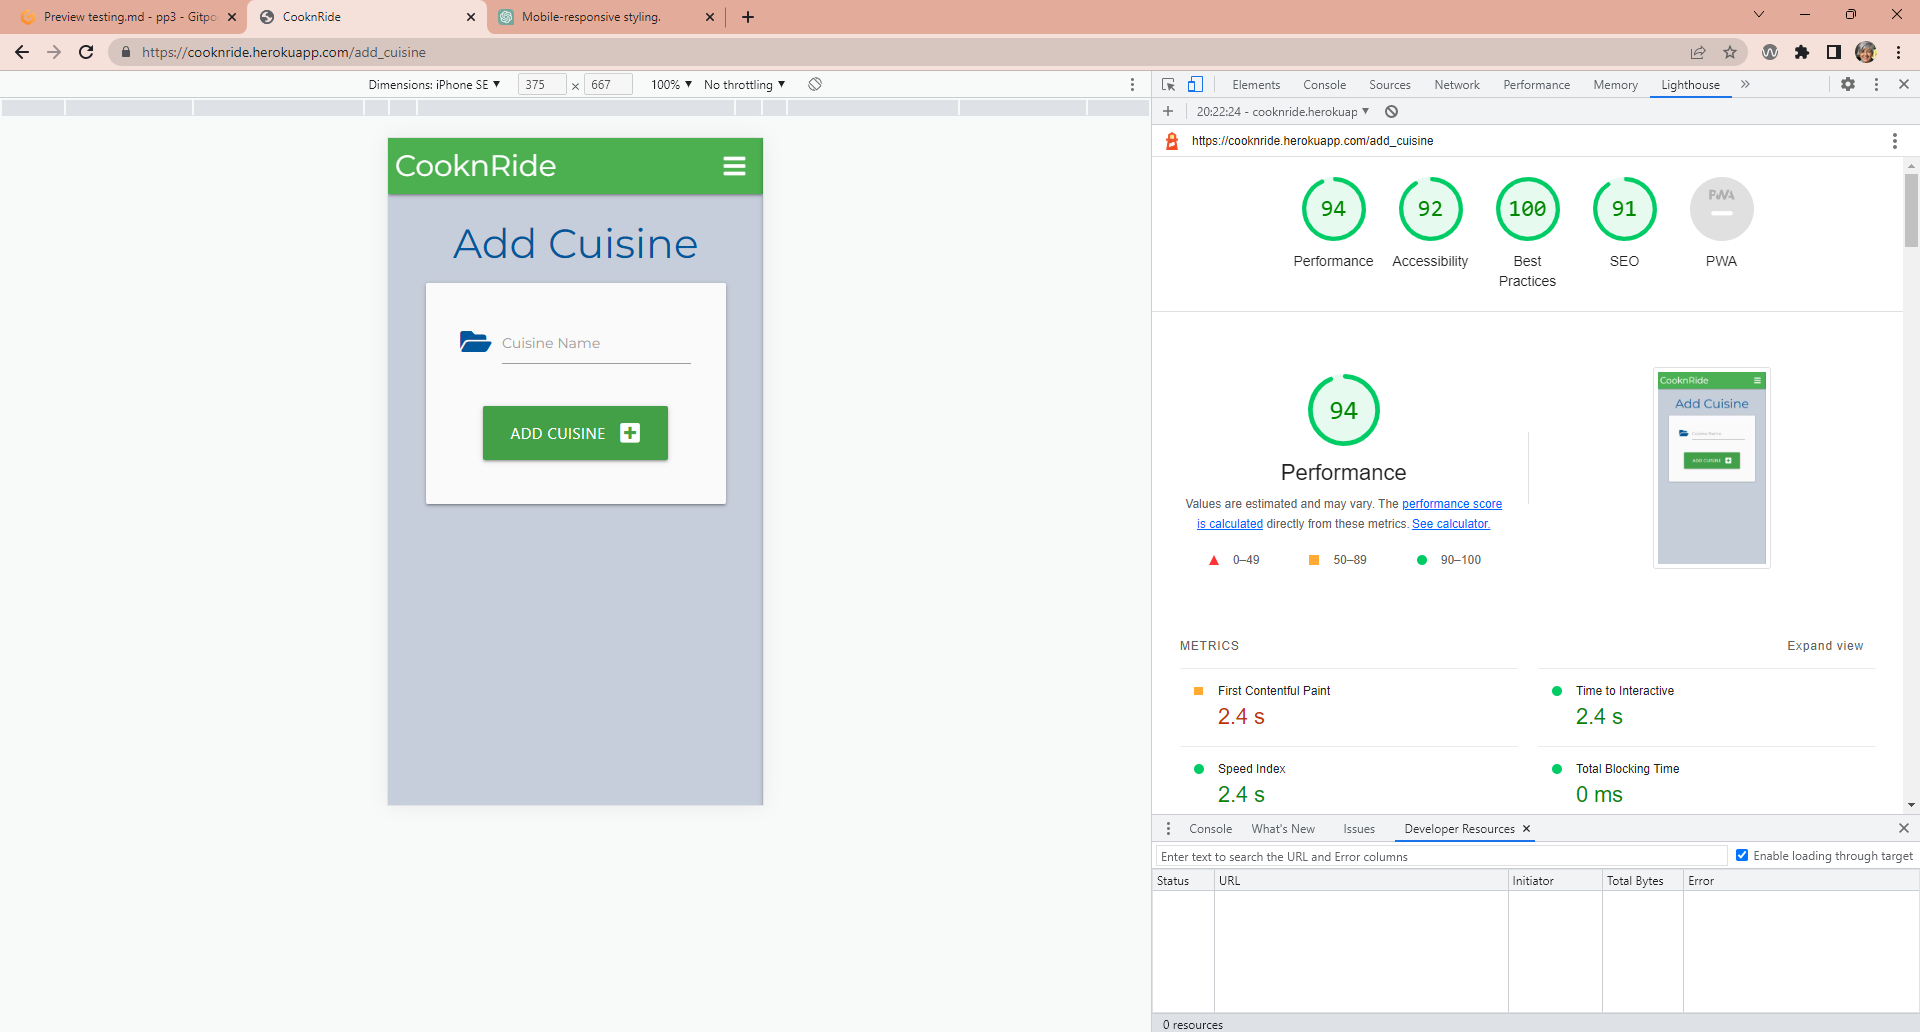 Preview testing.md - pp3 - Gitpo
CooknRide
Mobile-responsive styling.
https://cooknride.herokuapp.com/add_cuisine
Dimensions: iPhone SE 375 x 667 100% No throttling
Elements Console Sources Network Performance Memory Lighthouse
20:22:24 - cooknride.herokuap
https://cooknride.herokuapp.com/add_cuisine
CooknRide
Add Cuisine
Cuisine Name
ADD CUISINE
94 92 100 91 PWA
Performance Accessibility Best Practices SEO PWA
94
Performance
Values are estimated and may vary. The performance score
is calculated directly from these metrics. See calculator.
0–49 50–89 90–100
CooknRide
Add Cuisine
Cuisine Name
ADD CUISINE
METRICS Expand view
First Contentful Paint
2.4 s
Time to Interactive
2.4 s
Speed Index
2.4 s
Total Blocking Time
0 ms
Console What's New Issues Developer Resources
Enter text to search the URL and Error columns Enable loading through target
Status URL Initiator Total Bytes Error
0 resources